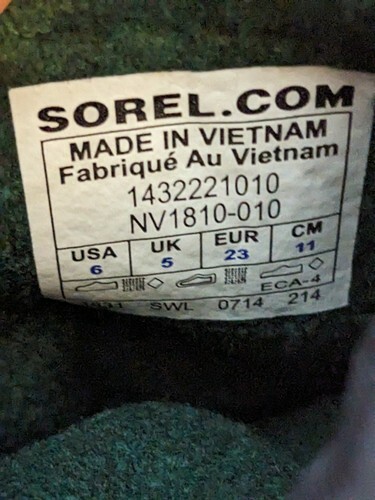 SOREL.COM
MADE IN VIETNAM
Fabriqué Au Vietnam
1432221010
NV1810-010
USA UK EUR CM
6 5 23 11
ECA-4
SWL 0714 214